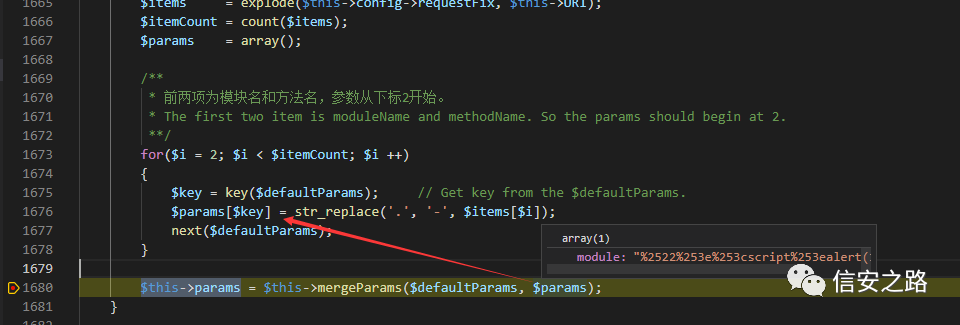 1665 $items = explode($this->config->requestFix, $this->URI);
1666 $itemCount = count($items);
1667 $params = array();
1668
1669 /**
1670 * 前两项为模块名和方法名，参数从下标2开始。
1671 * The first two item is moduleName and methodName. So the params should begin at 2.
1672 **/
1673 for($i = 2; $i < $itemCount; $i ++)
1674 {
1675 $key = key($defaultParams); // Get key from the $defaultParams.
1676 $params[$key] = str_replace('.', '-', $items[$i]);
1677 next($defaultParams);
1678 }
array(1)
1679
module: "%2522%253e%253cscript%253ealert(
1680 $this->params = $this->mergeParams($defaultParams, $params);
1681 }
1682
信安之路